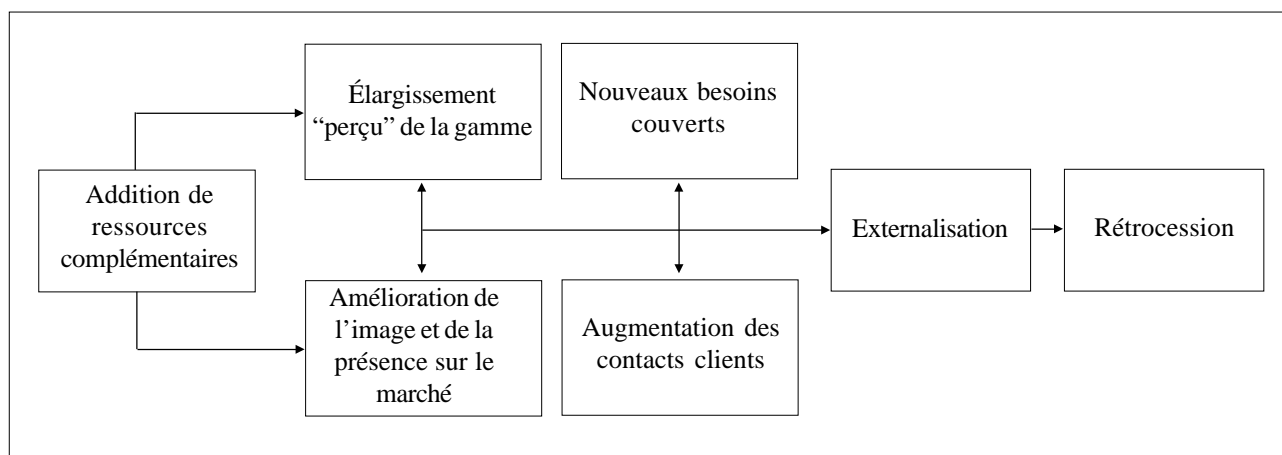 Élargissement
“perçu” de la gamme
Nouveaux besoins
couverts
Addition de
ressources
complémentaires
Externalisation
Rétrocession
Amélioration de
l’image et de la
présence sur le
marché
Augmentation des
contacts clients